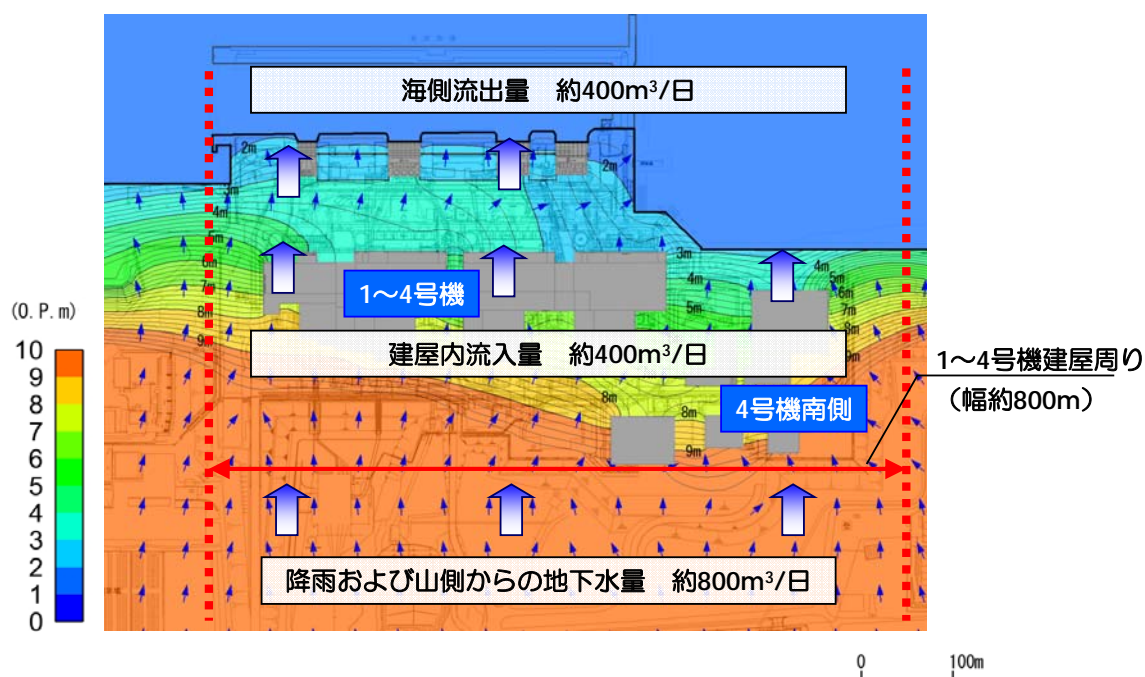 海側流出量 約400m³/日
2m
2m
3m
4m
5m
6m
7m
8m
9m
3m
4m
5m
4m
5m
6m
7m
8m
9m
1～4号機
建屋内流入量 約400m³/日
8m
8m
9m
4号機南側
1～4号機建屋周り
（幅約800m）
降雨および山側からの地下水量 約800m³/日
(O.P.m)
10
9
8
7
6
5
4
3
2
1
0
0 100m